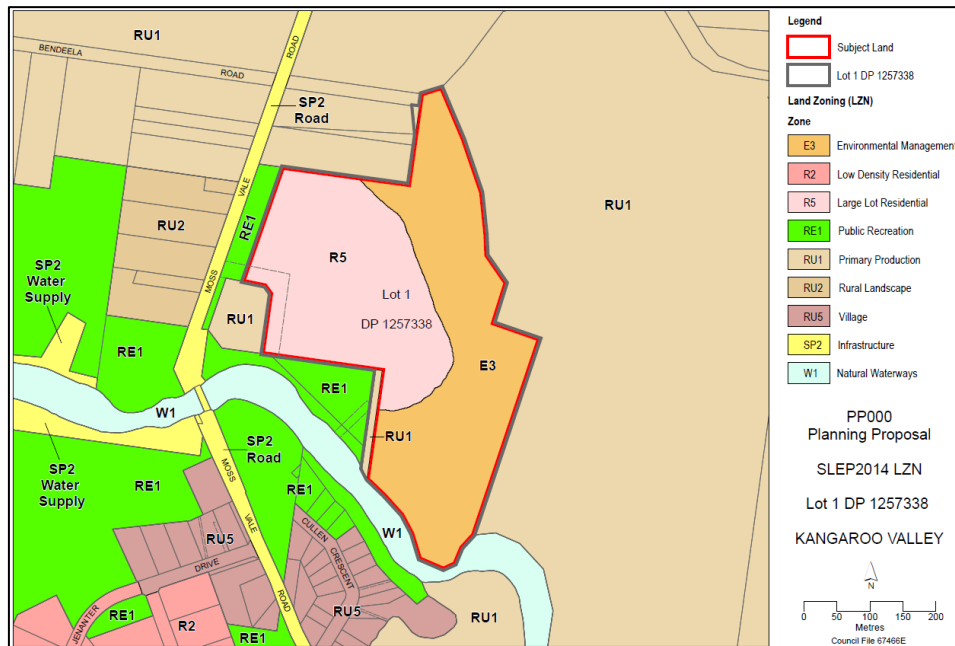 RU1
BENDEELA
ROAD
ROAD
SP2
Road
VALE
MOSS
RE1
RU2
SP2
Water
Supply
RU1
RE1
R5
Lot 1
DP 1257338
RU1
E3
RE1
RU1
W1
SP2
Water
Supply
RE1
SP2
Road
MOSS
VALE
ROAD
RE1
W1
RU5
DRIVE
CULLEN
CRESCENT
RU5
JENANTER
RE1
R2
RE1
RU1
Legend
Subject Land
Lot 1 DP 1257338
Land Zoning (LZN)
Zone
E3 Environmental Management
R2 Low Density Residential
R5 Large Lot Residential
RE1 Public Recreation
RU1 Primary Production
RU2 Rural Landscape
RU5 Village
SP2 Infrastructure
W1 Natural Waterways
PP000
Planning Proposal
SLEP2014 LZN
Lot 1 DP 1257338
KANGAROO VALLEY
N
0 50 100 150 200
Metres
Council File 67466E